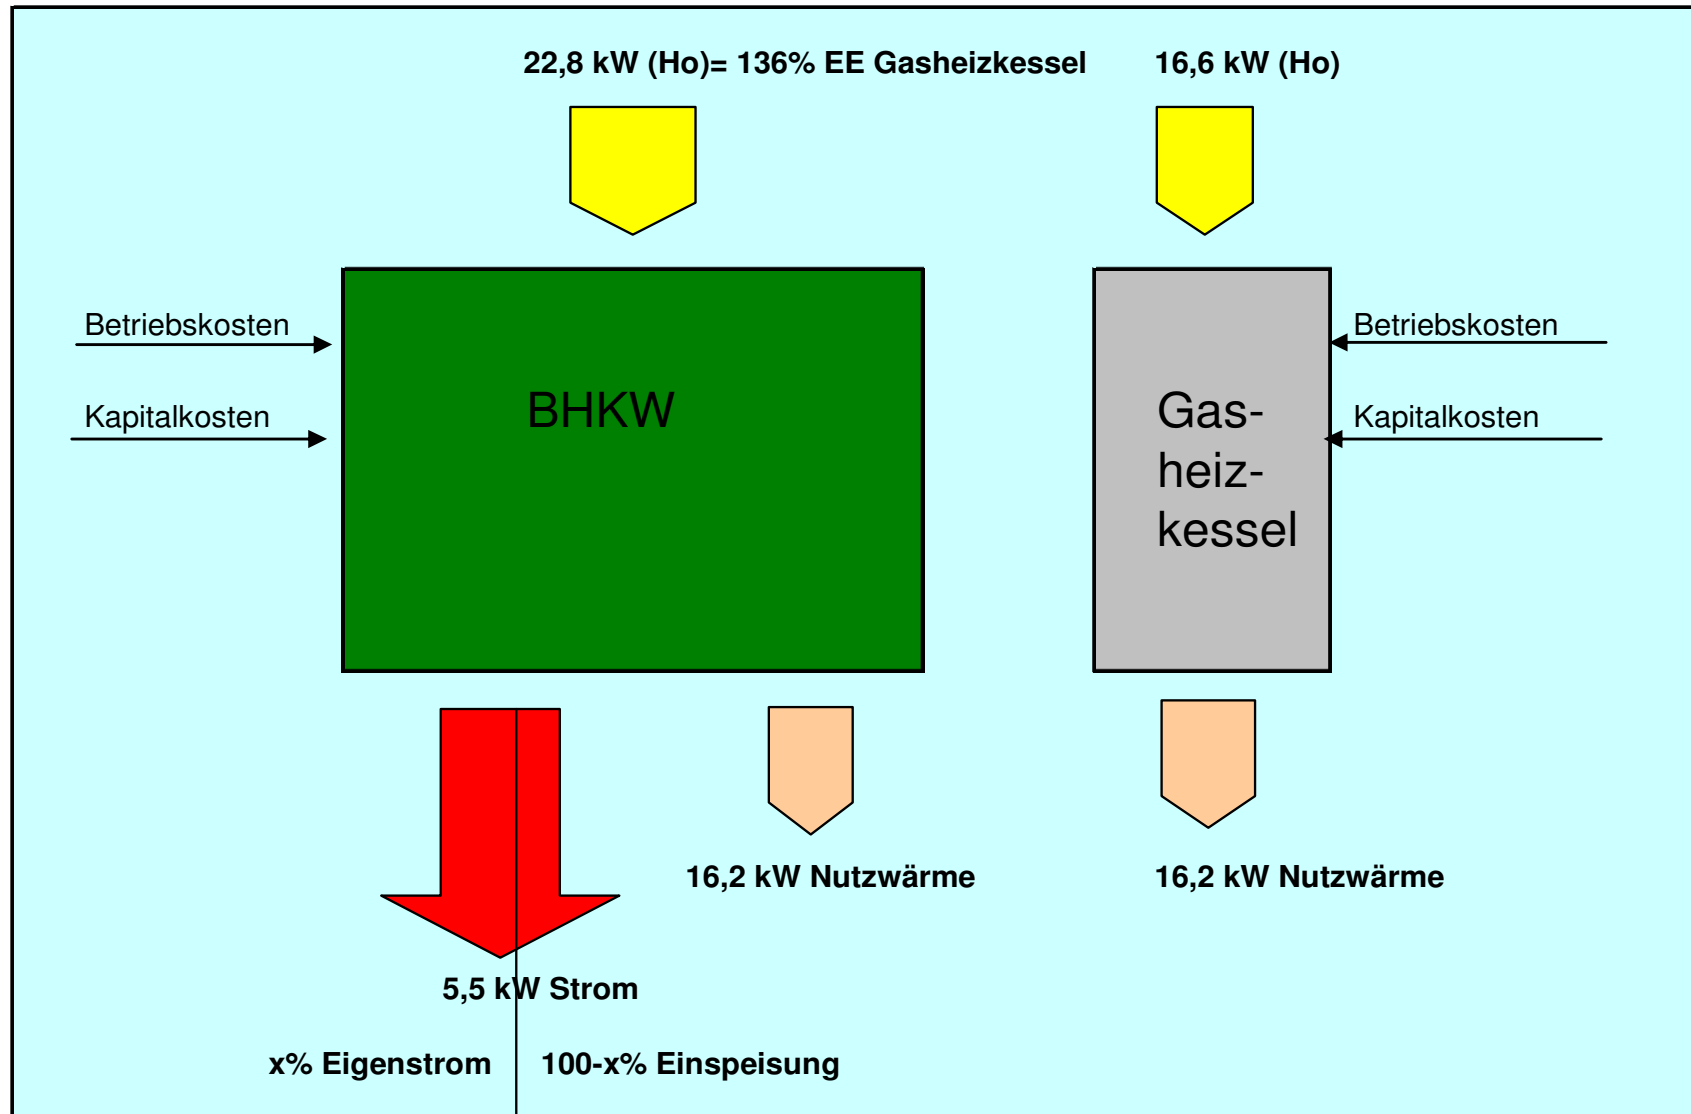 22,8 kW (Ho)= 136% EE Gasheizkessel
16,6 kW (Ho)
Betriebskosten
Kapitalkosten
BHKW
Gas-
heiz-
kessel
Betriebskosten
Kapitalkosten
16,2 kW Nutzwärme
16,2 kW Nutzwärme
5,5 kW Strom
x% Eigenstrom
100-x% Einspeisung